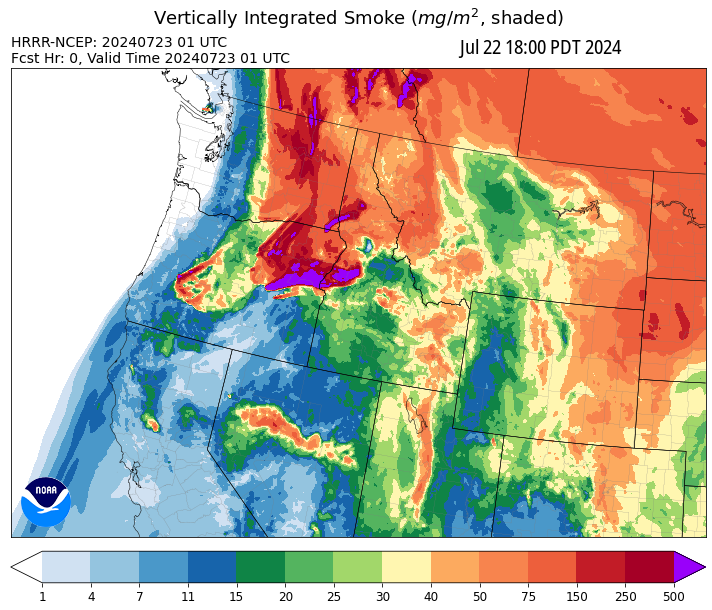 Vertically Integrated Smoke (mg/m², shaded)
HRRR-NCEP: 20240723 01 UTC
Fcst Hr: 0, Valid Time 20240723 01 UTC
Jul 22 18:00 PDT 2024
NOAA
1 4 7 11 15 20 25 30 40 50 75 150 250 500